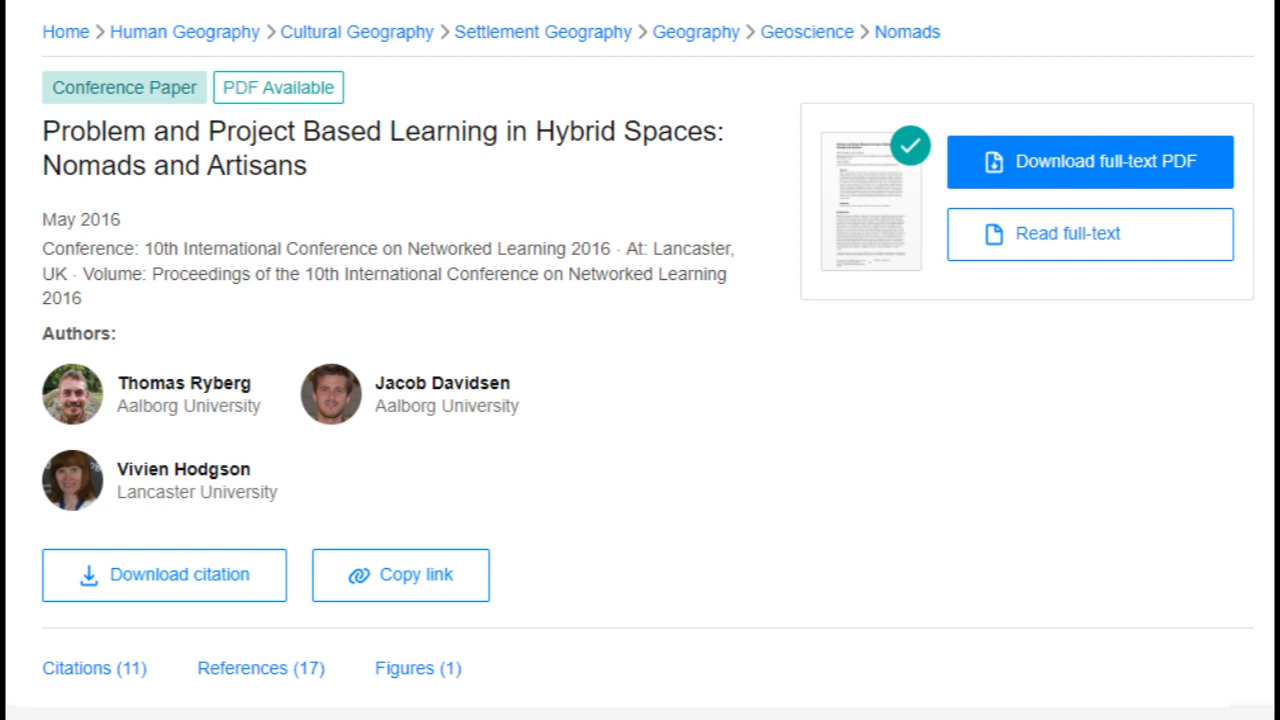 Home > Human Geography > Cultural Geography > Settlement Geography > Geography > Geoscience > Nomads
Conference Paper PDF Available
Problem and Project Based Learning in Hybrid Spaces:
Nomads and Artisans
May 2016
Conference: 10th International Conference on Networked Learning 2016 · At: Lancaster,
UK · Volume: Proceedings of the 10th International Conference on Networked Learning
2016
Authors:
Thomas Ryberg
Aalborg University
Jacob Davidsen
Aalborg University
Vivien Hodgson
Lancaster University
Download citation
Copy link
Citations (11)
References (17)
Figures (1)
Download full-text PDF
Read full-text